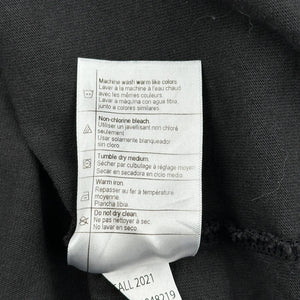 Machine wash warm like colors.
Laver à la machine à l'eau chaud
avec les mêmes couleurs.
Lavar a máquina con agua tibia,
junto a colores similares.
Non-chlorine bleach.
Utiliser un javellisant non chloré
seulement.
Usar solamente blanqueador
sin cloro.
Tumble dry medium.
Sécher par culbutage à réglage moyen
Secar en secadora en ciclo medio.
Warm iron.
Repasser au fer à température
moyenne.
Plancha tibia.
Do not dry clean.
Ne pas nettoyer à sec.
No lavar en seco.
FALL 2021
048219